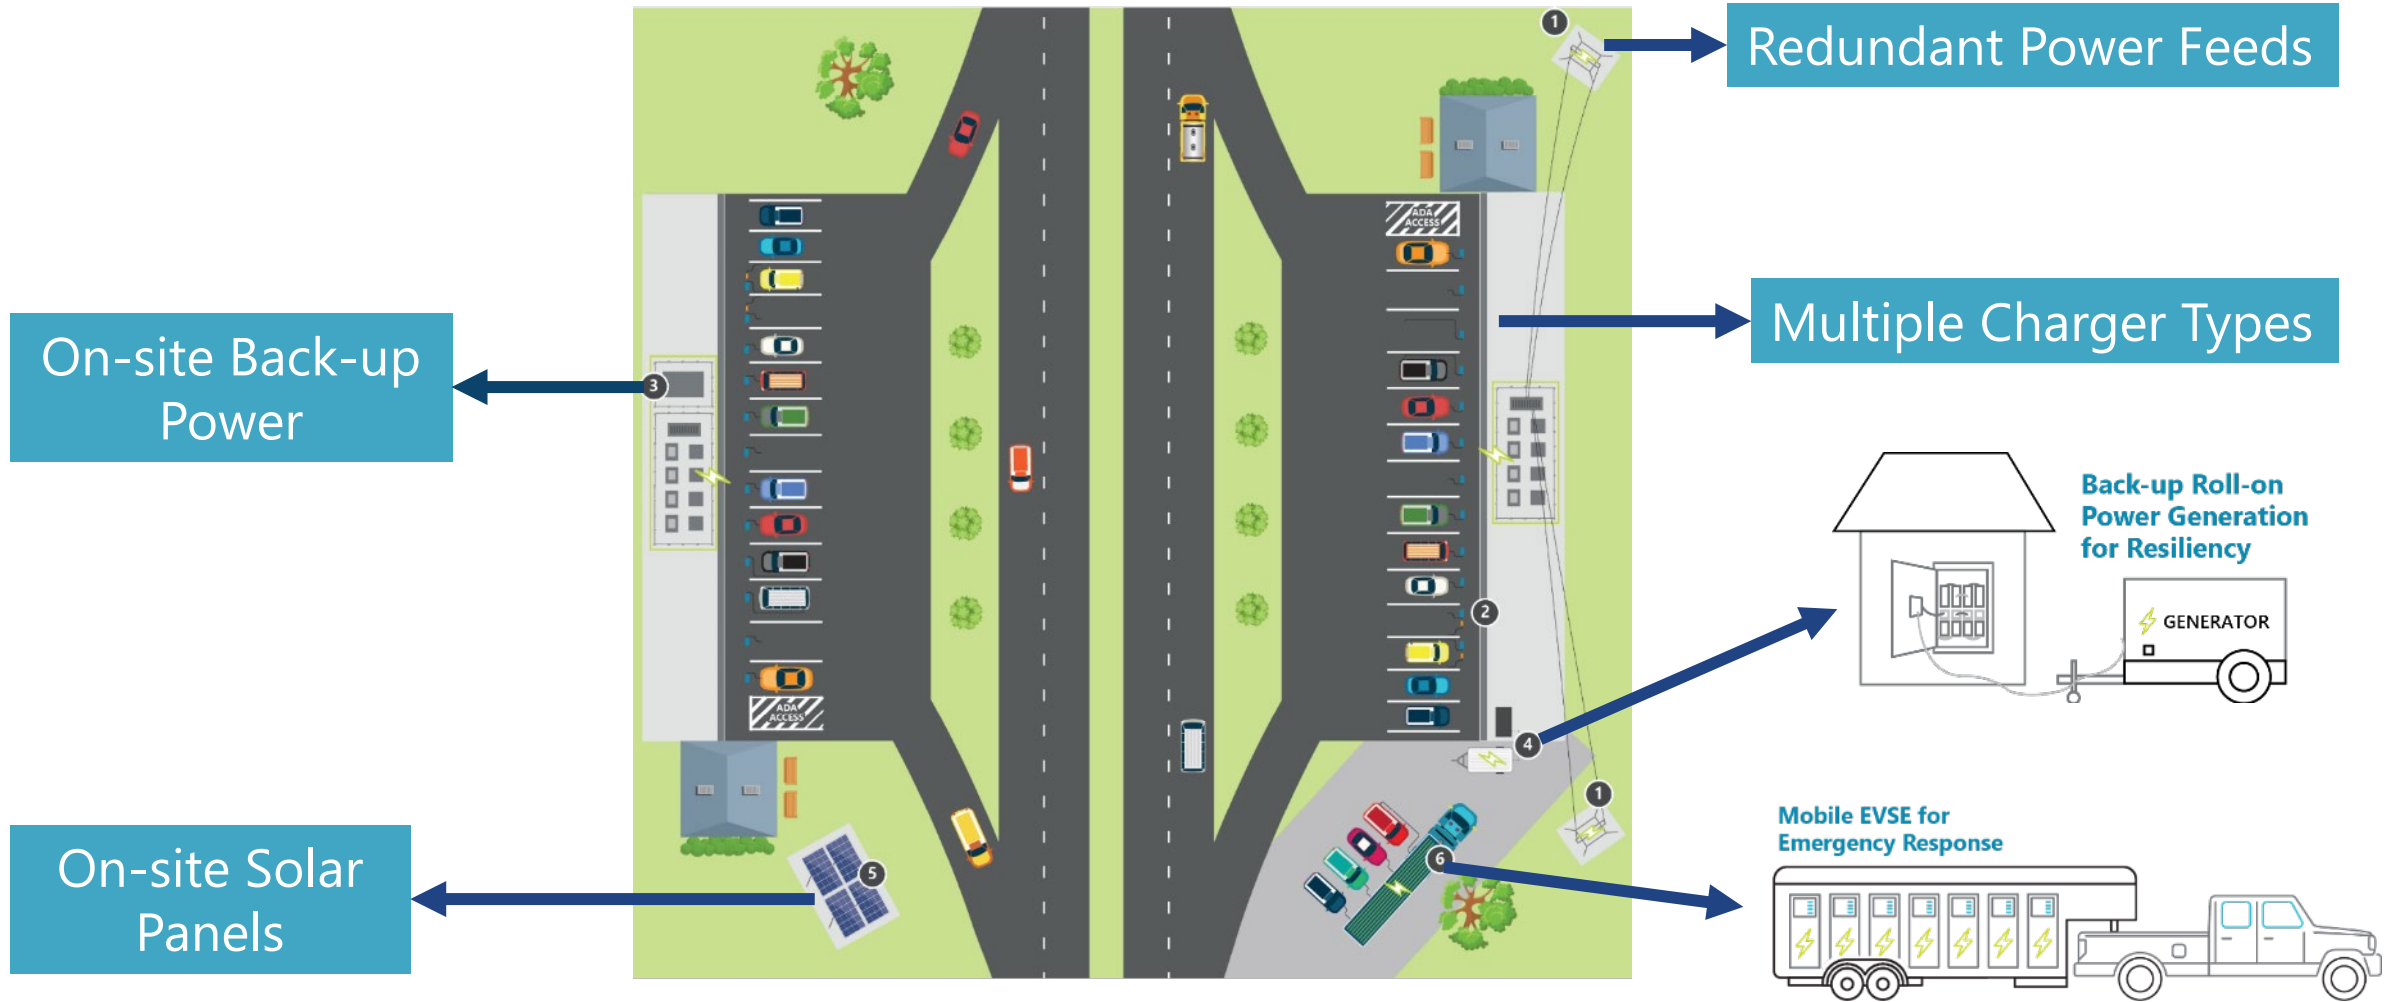 1
Redundant Power Feeds
ADA
ACCESS
Multiple Charger Types
On-site Back-up
Power
3
Back-up Roll-on
Power Generation
for Resiliency
GENERATOR
2
ADA
ACCESS
4
1
Mobile EVSE for
Emergency Response
6
5
On-site Solar
Panels